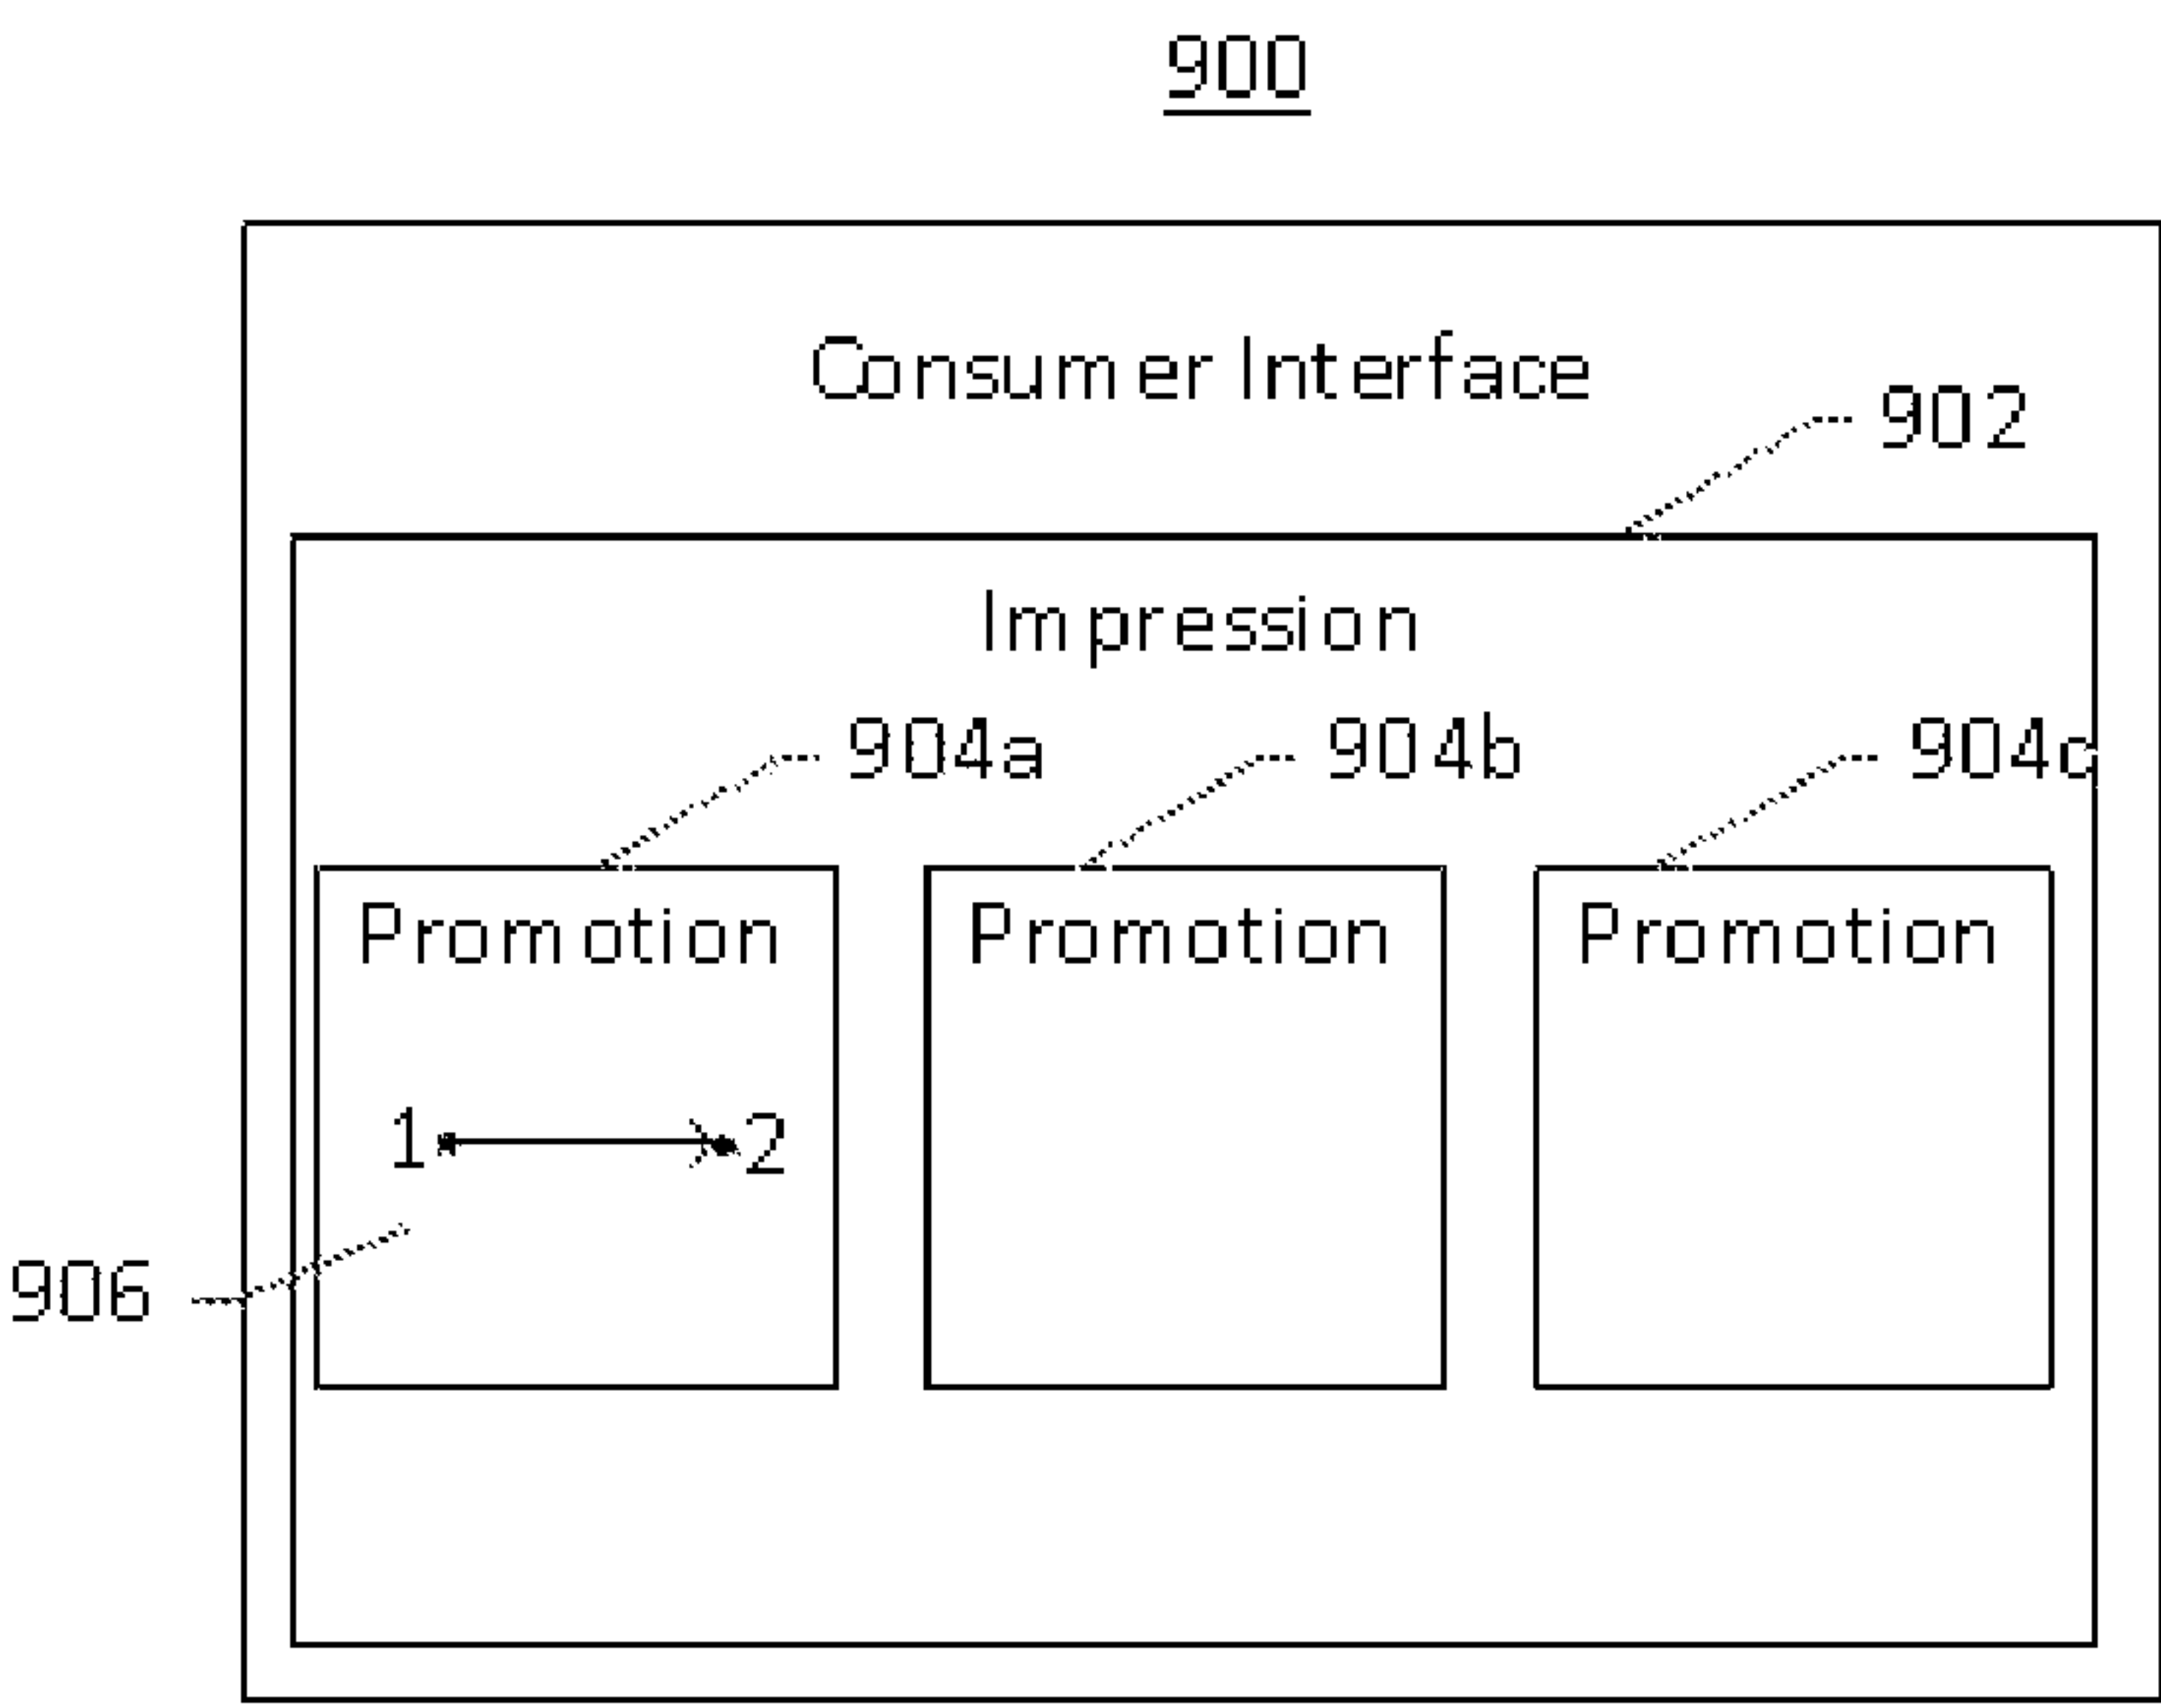 900
Consumer Interface
902
Impression
904a 904b 904c
Promotion Promotion Promotion
1 2
906